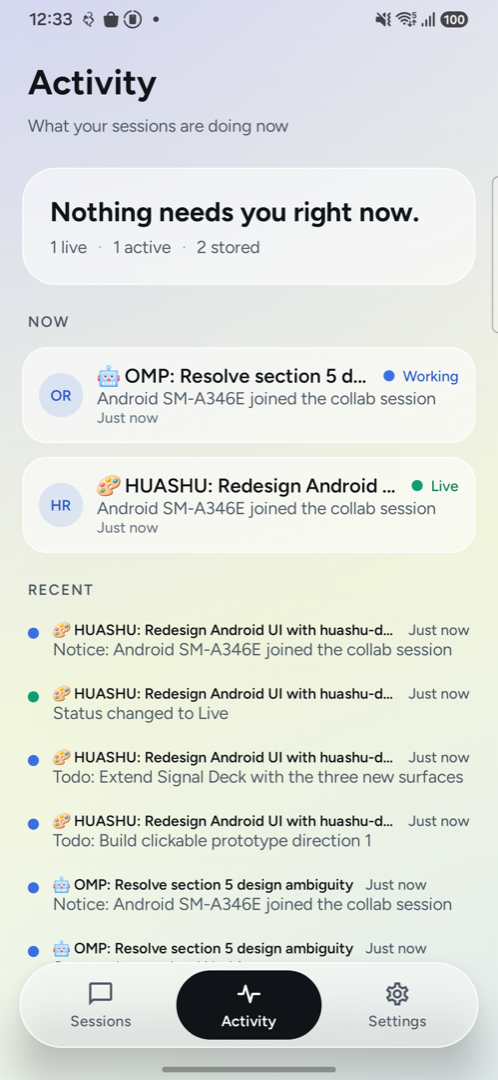 12:33
100
Activity
What your sessions are doing now
Nothing needs you right now.
1 live · 1 active · 2 stored
NOW
OR
🤖 OMP: Resolve section 5 d... Working
Android SM-A346E joined the collab session
Just now
HR
🎨 HUASHU: Redesign Android ... Live
Android SM-A346E joined the collab session
Just now
RECENT
🎨 HUASHU: Redesign Android UI with huashu-d... Just now
Notice: Android SM-A346E joined the collab session
🎨 HUASHU: Redesign Android UI with huashu-d... Just now
Status changed to Live
🎨 HUASHU: Redesign Android UI with huashu-d... Just now
Todo: Extend Signal Deck with the three new surfaces
🎨 HUASHU: Redesign Android UI with huashu-d... Just now
Todo: Build clickable prototype direction 1
🤖 OMP: Resolve section 5 design ambiguity Just now
Notice: Android SM-A346E joined the collab session
🤖 OMP: Resolve section 5 design ambiguity Just now
Sessions
Activity
Settings